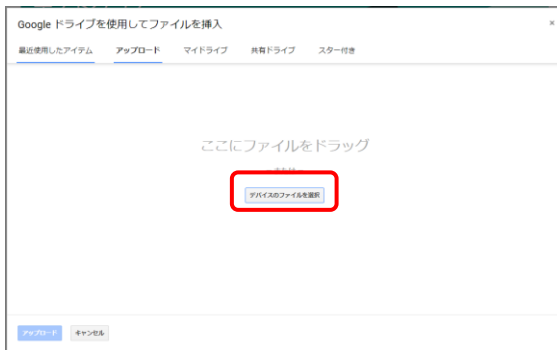 Google ドライブを使用してファイルを挿入
×
最近使用したアイテム アップロード マイドライブ 共有ドライブ スター付き
ここにファイルをドラッグ
デバイスのファイルを選択
アップロード キャンセル